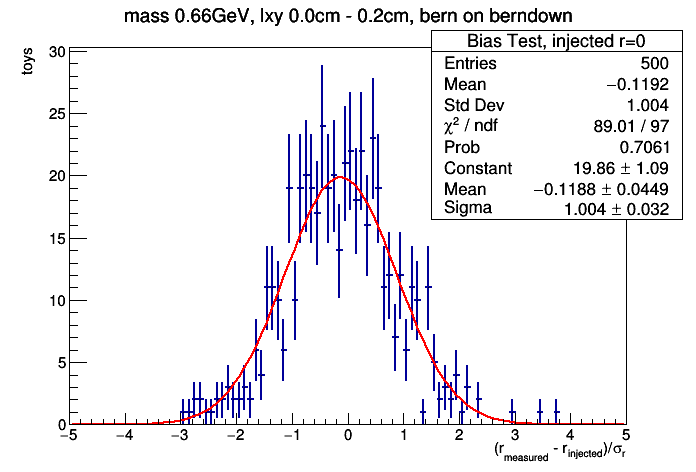 mass 0.66GeV, lxy 0.0cm - 0.2cm, bern on berndown
Bias Test, injected r=0
Entries 500
Mean −0.1192
Std Dev 1.004
χ² / ndf 89.01 / 97
Prob 0.7061
Constant 19.86 ± 1.09
Mean −0.1188 ± 0.0449
Sigma 1.004 ± 0.032
toys
30
25
20
15
10
5
0
−5 −4 −3 −2 −1 0 1 2 3 4 5
(r_measured - r_injected)/σ_r